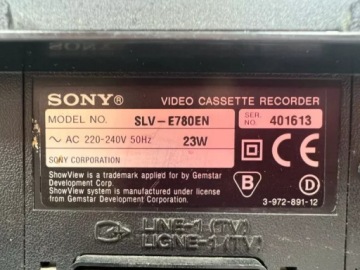 SONY® VIDEO CASSETTE RECORDER
MODEL NO. SLV-E780EN SER. NO. 401613
~ AC 220-240V 50Hz 23W
SONY CORPORATION
ShowView is a trademark applied for by Gemstar
Development Corp.
ShowView system is manufactured under license
from Gemstar Development Corporation.
CE
B
D
3-972-891-12
LINE-1(TV)
LIGNE-1(TV)